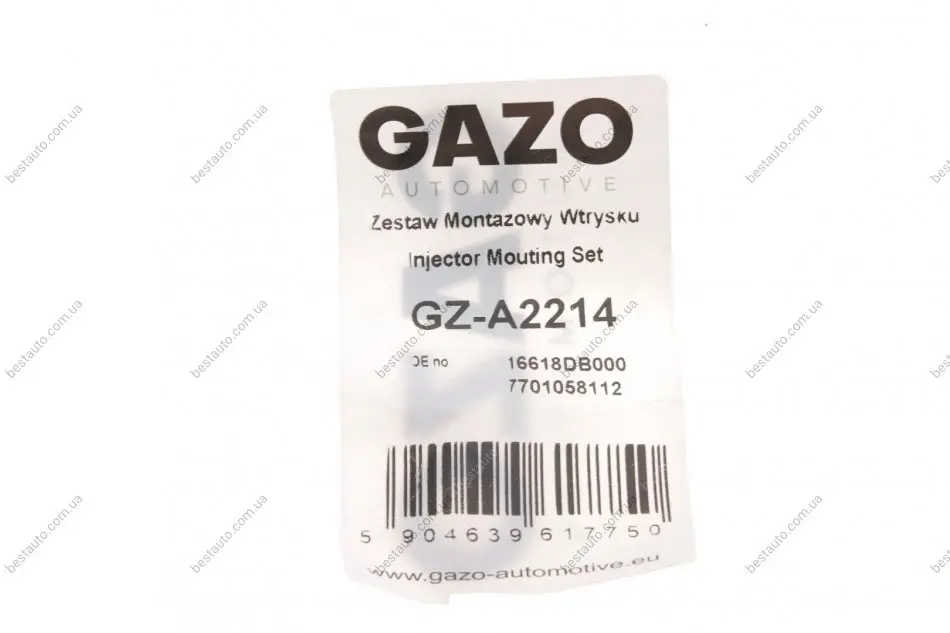 GAZO
AUTOMOTIVE
Zestaw Montazowy Wtrysku
Injector Mouting Set
GZ-A2214
OE no 16618DB000
7701058112
5 904639 617750
www.gazo-automotive.eu
bestauto.com.ua